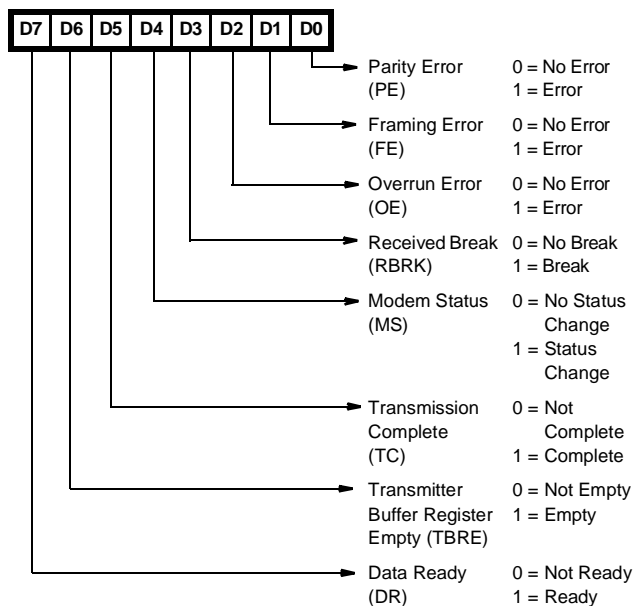 D7 D6 D5 D4 D3 D2 D1 D0
Parity Error 0 = No Error
(PE) 1 = Error
Framing Error 0 = No Error
(FE) 1 = Error
Overrun Error 0 = No Error
(OE) 1 = Error
Received Break 0 = No Break
(RBRK) 1 = Break
Modem Status 0 = No Status
(MS) Change
1 = Status
Change
Transmission 0 = Not
Complete Complete
(TC) 1 = Complete
Transmitter 0 = Not Empty
Buffer Register 1 = Empty
Empty (TBRE)
Data Ready 0 = Not Ready
(DR) 1 = Ready